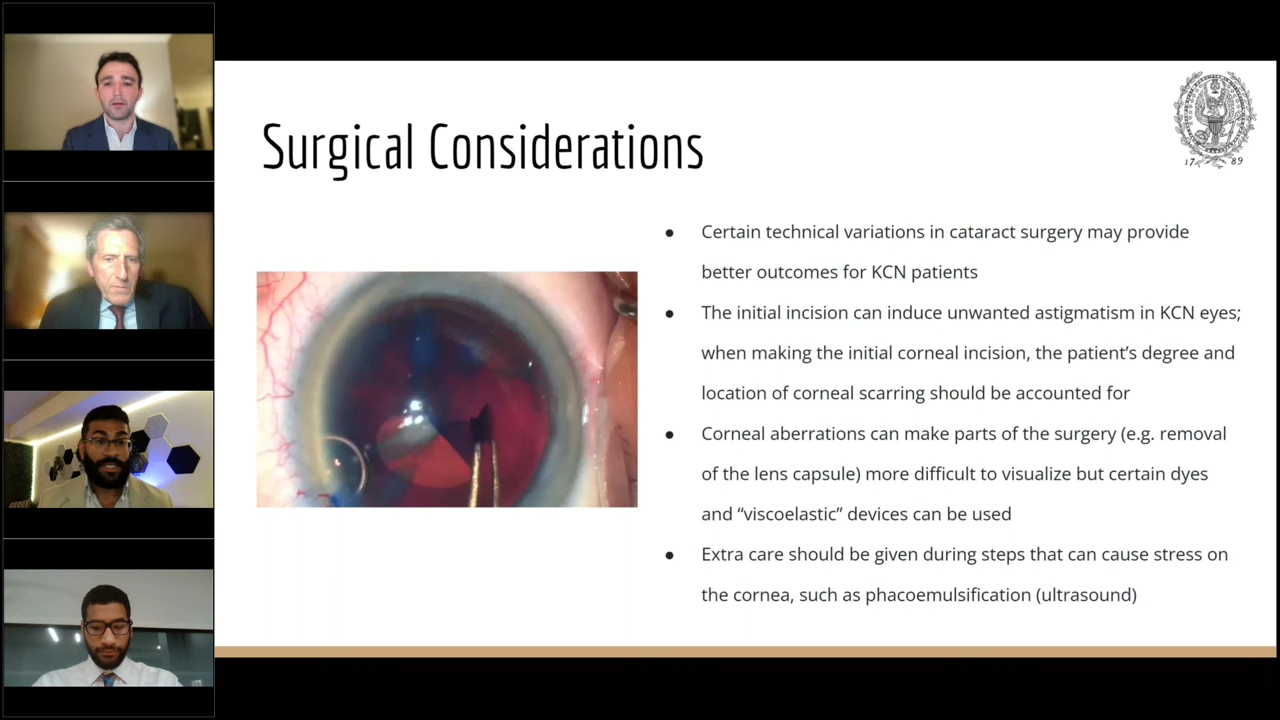 Surgical Considerations
17 89
● Certain technical variations in cataract surgery may provide
better outcomes for KCN patients
● The initial incision can induce unwanted astigmatism in KCN eyes;
when making the initial corneal incision, the patient’s degree and
location of corneal scarring should be accounted for
● Corneal aberrations can make parts of the surgery (e.g. removal
of the lens capsule) more difficult to visualize but certain dyes
and “viscoelastic” devices can be used
● Extra care should be given during steps that can cause stress on
the cornea, such as phacoemulsification (ultrasound)